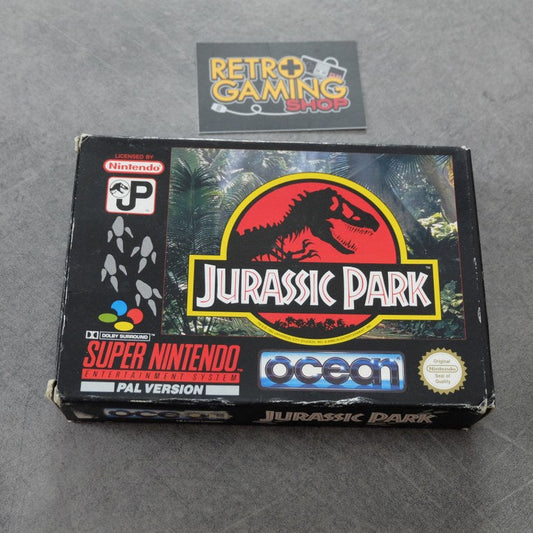 RETRO
GAMING
SHOP
LICENSED BY
Nintendo
JP
JURASSIC PARK
DOLBY SURROUND
SUPER NINTENDO
ENTERTAINMENT SYSTEM
PAL VERSION
ocean
Original
Nintendo
Seal of
Quality
ocean
JURASSIC PARK